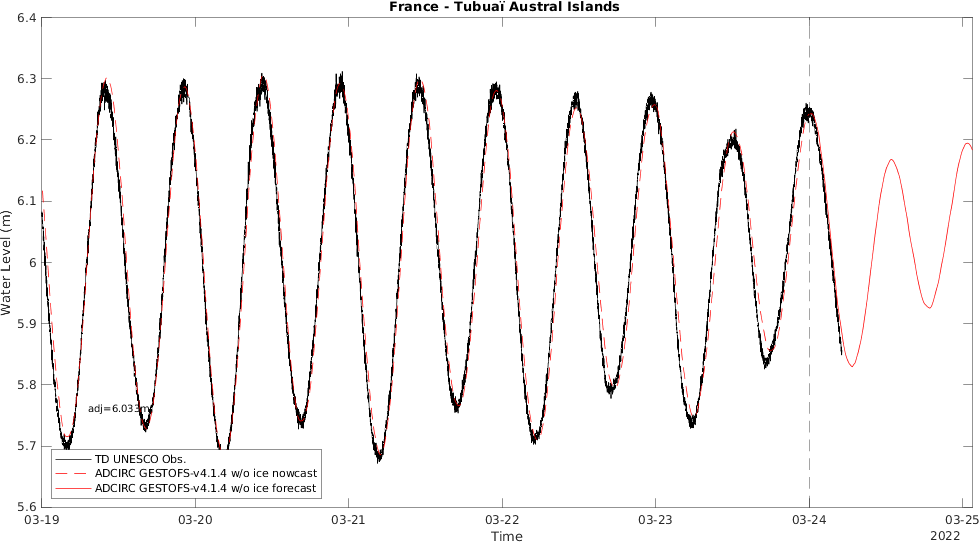 France - Tubuaï Austral Islands
6.4
6.3
6.2
6.1
6
5.9
5.8
5.7
5.6
Water Level (m)
adj=6.033m
TD UNESCO Obs.
ADCIRC GESTOFS-v4.1.4 w/o ice nowcast
ADCIRC GESTOFS-v4.1.4 w/o ice forecast
03-19 03-20 03-21 03-22 03-23 03-24 03-25
Time
2022